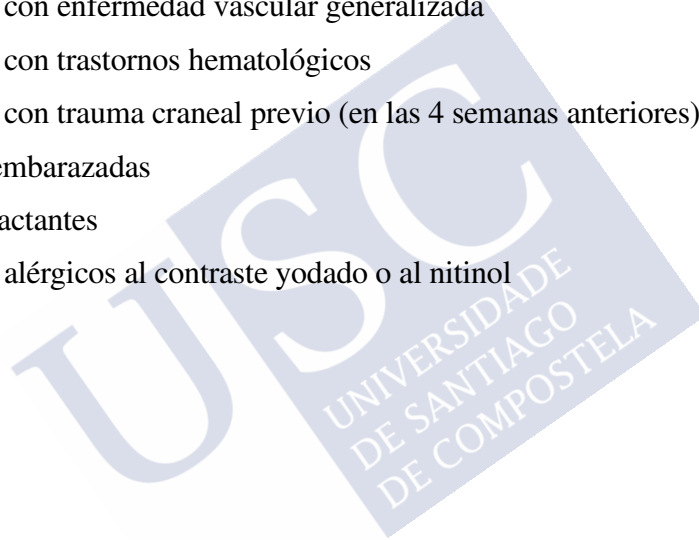 con enfermedad vascular generalizada
con trastornos hematológicos
con trauma craneal previo (en las 4 semanas anteriores)
embarazadas
actantes
alérgicos al contraste yodado o al nitinol
USC
UNIVERSIDADE
DE SANTIAGO
DE COMPOSTELA